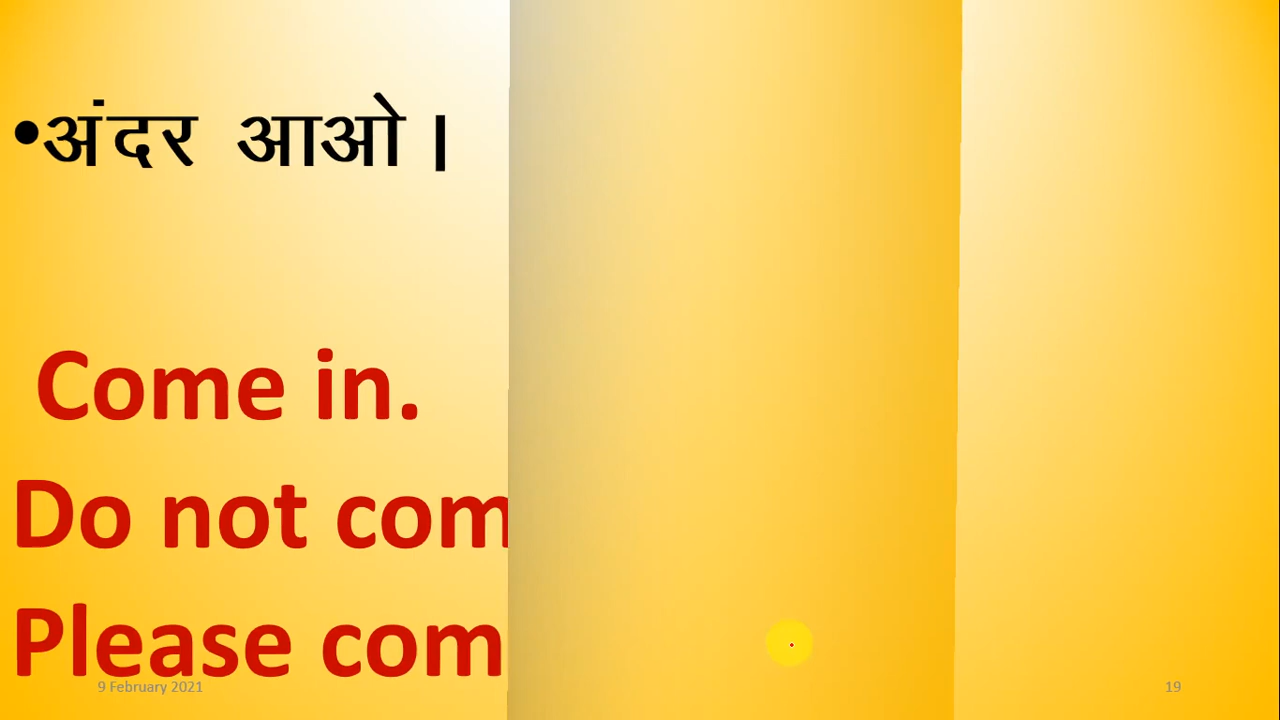 •अंदर आओ।
Come in.
Do not com
Please com
9 February 2021
19